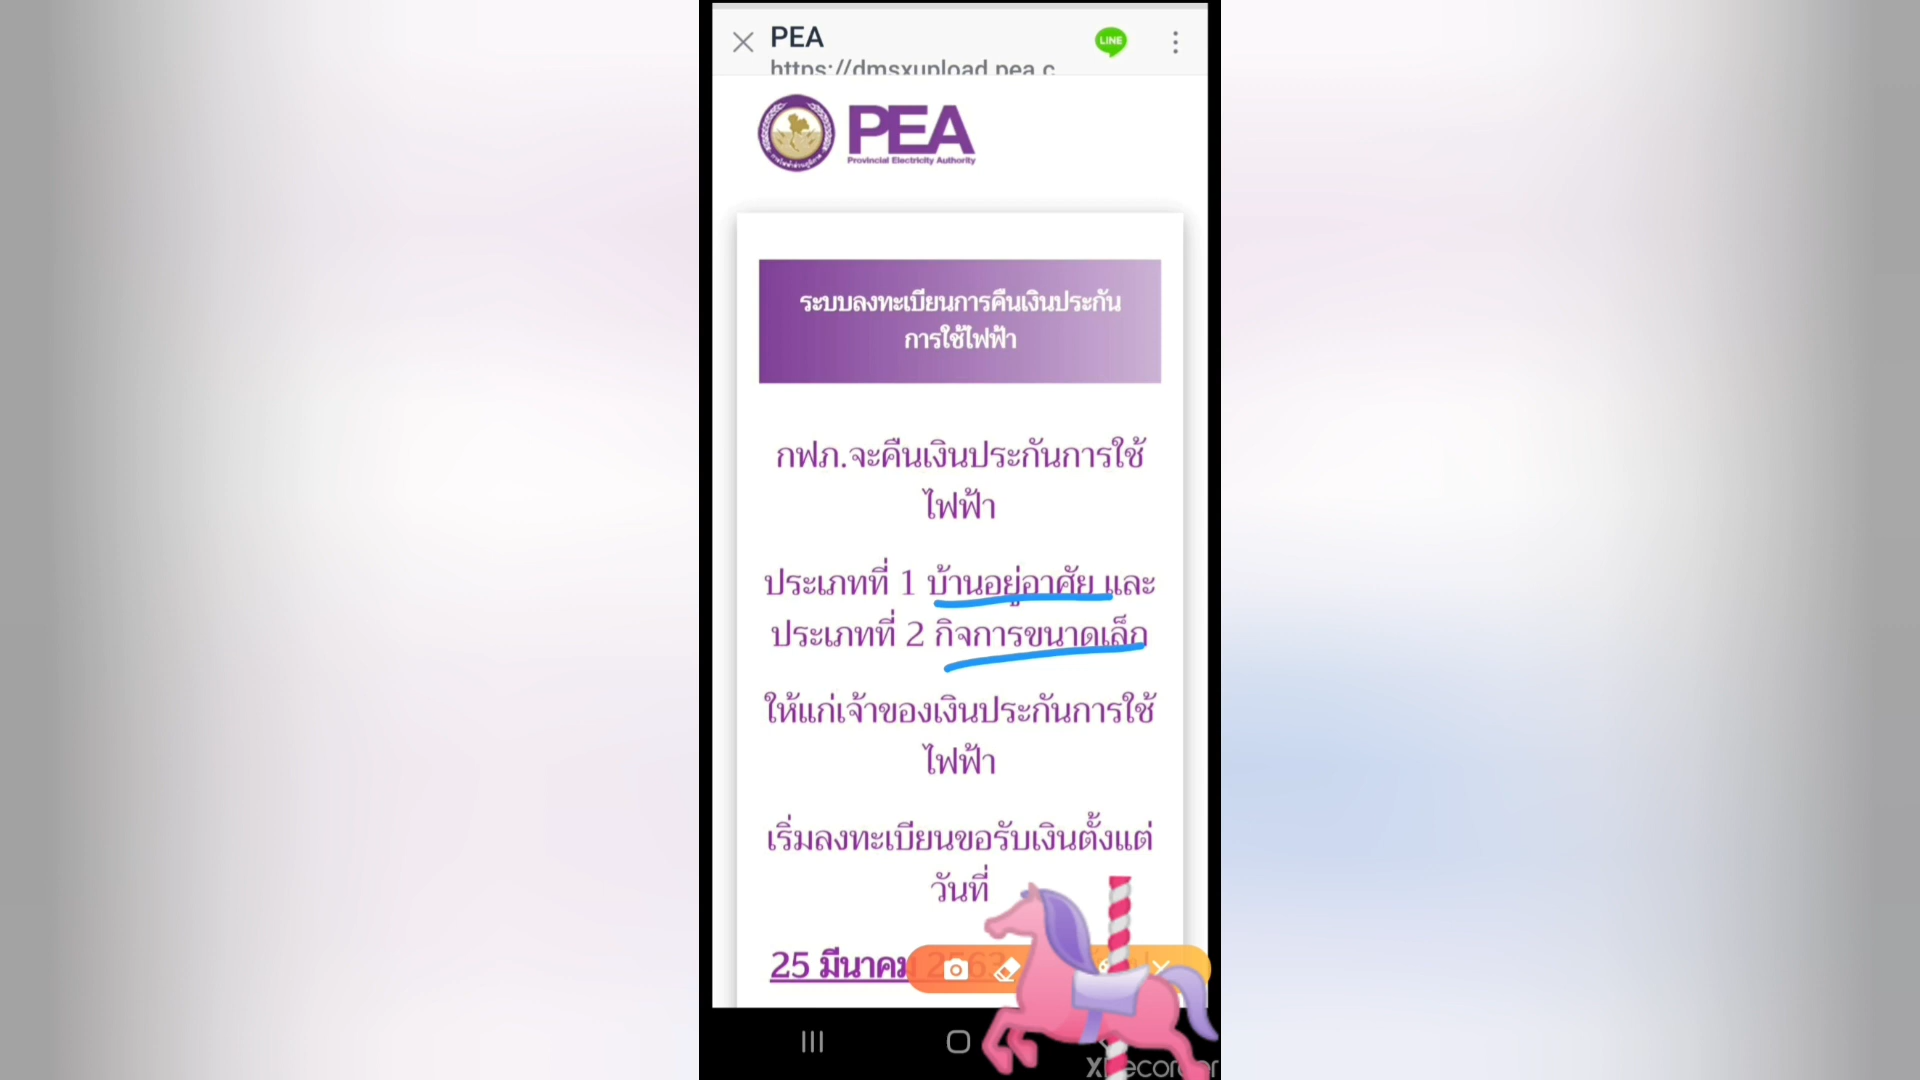 PEA
LINE
https://dmsxupload.pea.c
PEA
Provincial Electricity Authority
ระบบลงทะเบียนการคืนเงินประกัน
การใช้ไฟฟ้า
กฟภ.จะคืนเงินประกันการใช้
ไฟฟ้า
ประเภทที่ 1 บ้านอยู่อาศัย และ
ประเภทที่ 2 กิจการขนาดเล็ก
ให้แก่เจ้าของเงินประกันการใช้
ไฟฟ้า
เริ่มลงทะเบียนขอรับเงินตั้งแต่
วันที่
25 มีนาคม 2563
XRecorder